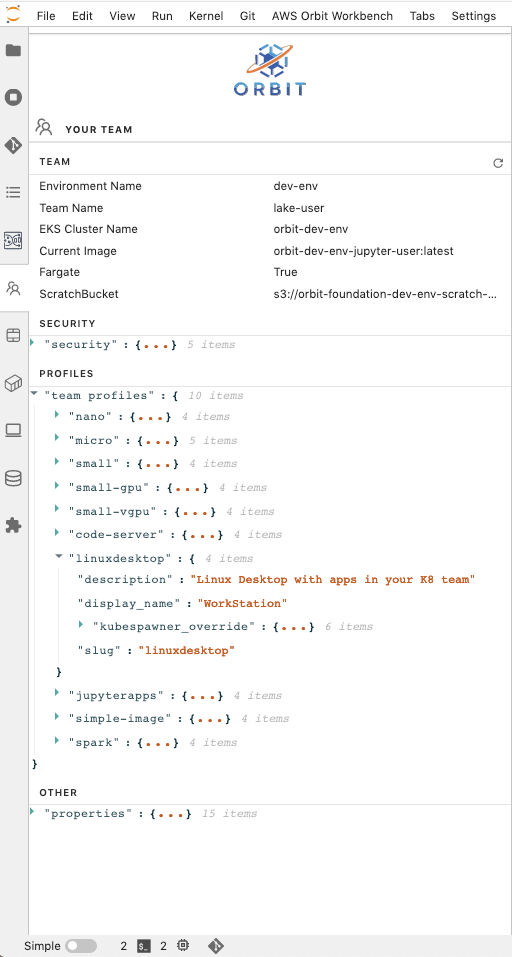 File Edit View Run Kernel Git AWS Orbit Workbench Tabs Settings
ORBIT
YOUR TEAM
TEAM
Environment Name dev-env
Team Name lake-user
EKS Cluster Name orbit-dev-env
Current Image orbit-dev-env-jupyter-user:latest
Fargate True
ScratchBucket s3://orbit-foundation-dev-env-scratch-...
SECURITY
"security" : {...} 5 items
PROFILES
"team profiles" : { 10 items
"nano" : {...} 4 items
"micro" : {...} 5 items
"small" : {...} 4 items
"small-gpu" : {...} 4 items
"small-vgpu" : {...} 4 items
"code-server" : {...} 4 items
"linuxdesktop" : { 4 items
"description" : "Linux Desktop with apps in your K8 team"
"display_name" : "WorkStation"
"kubespawner_override" : {...} 6 items
"slug" : "linuxdesktop"
}
"jupyterapps" : {...} 4 items
"simple-image" : {...} 4 items
"spark" : {...} 4 items
}
OTHER
"properties" : {...} 15 items
Simple 2 $_ 2